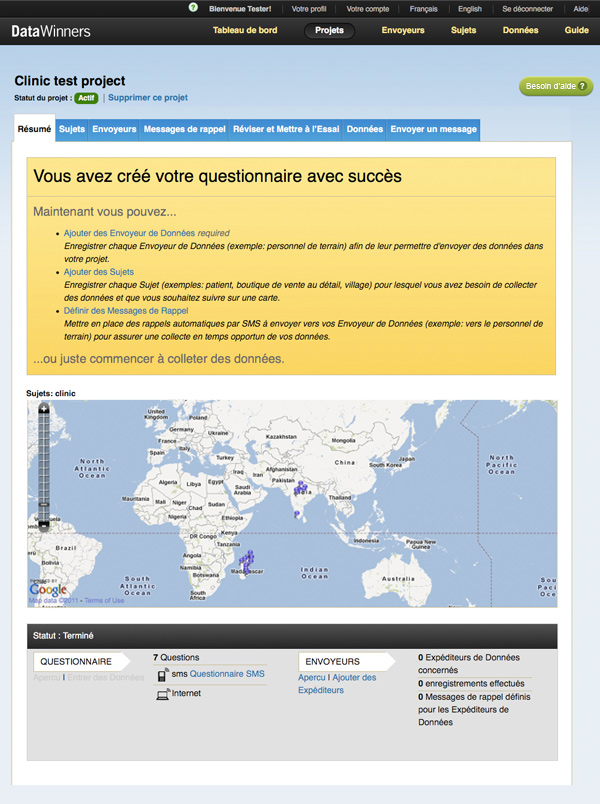 Bienvenue Tester!
Votre profil
Votre compte
Français
English
Se déconnecter
Aide
DataWinners
Tableau de bord
Projets
Envoyeurs
Sujets
Données
Guide
Clinic test project
Statut du projet : Actif | Supprimer ce projet
Besoin d'aide ?
Résumé
Sujets
Envoyeurs
Messages de rappel
Réviser et Mettre à l'Essai
Données
Envoyer un message
Vous avez créé votre questionnaire avec succès
Maintenant vous pouvez...
Ajouter des Envoyeur de Données required
Enregistrer chaque Envoyeur de Données (exemple: personnel de terrain) afin de leur permettre d'envoyer des données dans
votre projet.
Ajouter des Sujets
Enregistrer chaque Sujet (exemples: patient, boutique de vente au détail, village) pour lesquel vous avez besoin de collecter
des données et que vous souhaitez suivre sur une carte.
Définir des Messages de Rappel
Mettre en place des rappels automatiques par SMS à envoyer vers vos Envoyeur de Données (exemple: vers le personnel de
terrain) pour assurer une collecte en temps opportun de vos données.
...ou juste commencer à colleter des données.
Sujets: clinic
United Kingdom
Poland
Germany
Ukraine
France
Italy
Spain
Turkey
Kazakhstan
Mongolia
China
Japan
South Korea
North Atlantic Ocean
North Pacific Ocean
Iraq
Iran
Afghanistan
Pakistan
Algeria
Libya
Egypt
Saudi Arabia
India
Thailand
Mauritania
Mali
Niger
Chad
Sudan
Nigeria
Ethiopia
DR Congo
Kenya
Tanzania
Indonesia
Papua New Guinea
Brazil
Bolivia
Angola
Namibia
Botswana
Madagascar
South Atlantic Ocean
Indian Ocean
Australia
South Africa
POWERED BY
Google
Map data ©2011 - Terms of Use
Statut : Terminé
QUESTIONNAIRE
Apercu | Entrer des Données
7 Questions
sms Questionnaire SMS
Internet
ENVOYEURS
Apercu | Ajouter des
Expéditeurs
0 Expéditeurs de Données
concernés
0 enregistrements effectués
0 Messages de rappel définis
pour les Expéditeurs de
Données